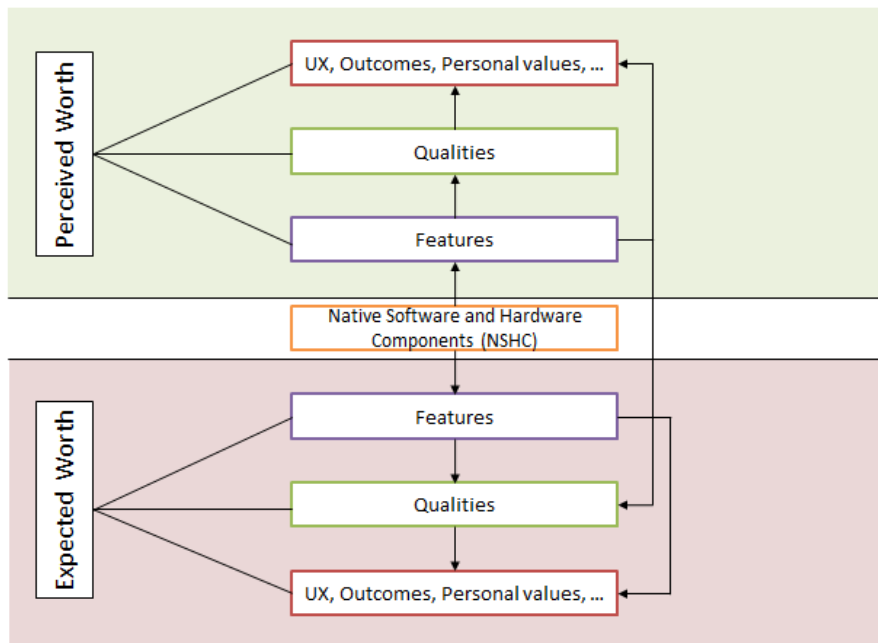 Perceived Worth
UX, Outcomes, Personal values, ...
Qualities
Features
Native Software and Hardware
Components (NSHC)
Expected Worth
Features
Qualities
UX, Outcomes, Personal values, ...